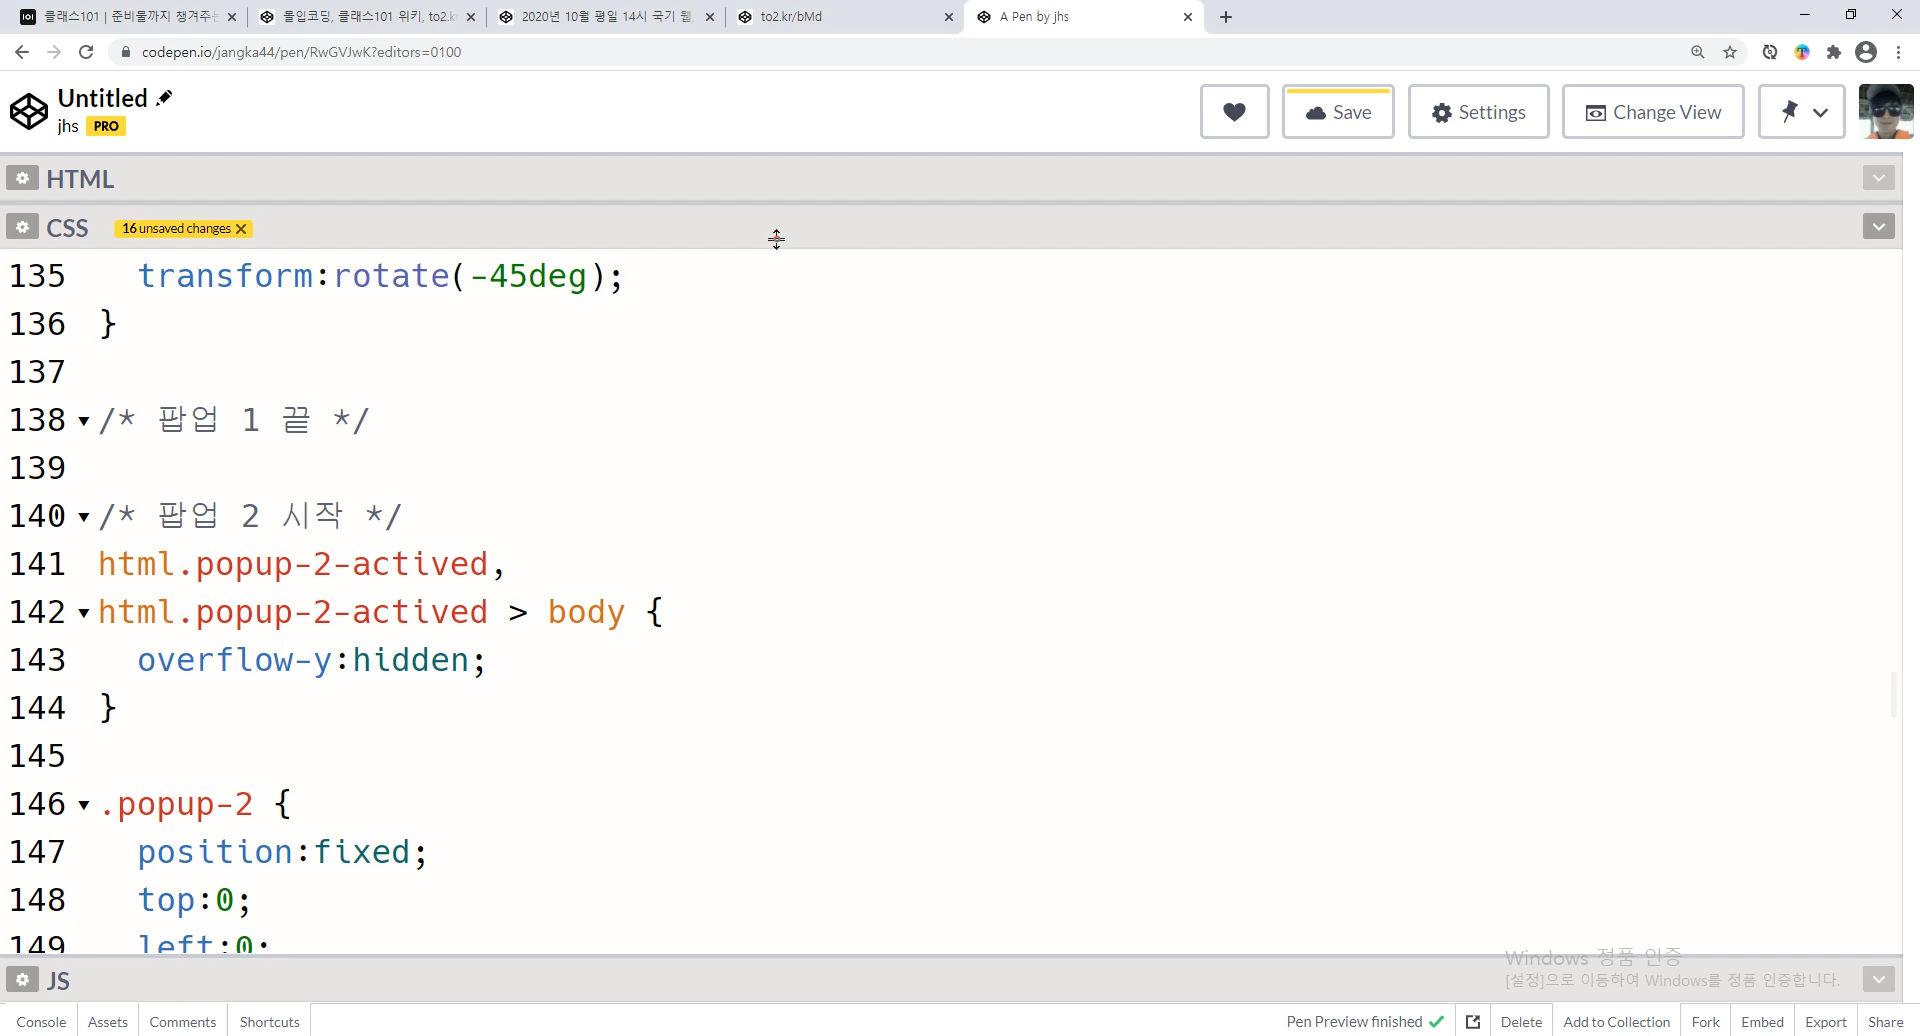 클래스101 | 준비물까지 챙겨주는
몰입코딩, 클래스101 위키, to2.k
2020년 10월 평일 14시 국기 웹
to2.kr/bMd
A Pen by jhs
codepen.io/jangka44/pen/RwGVJwK?editors=0100
Untitled
jhs PRO
Save
Settings
Change View
HTML
CSS 16 unsaved changes
135 transform:rotate(-45deg);
136 }
137
138 /* 팝업 1 끝 */
139
140 /* 팝업 2 시작 */
141 html.popup-2-actived,
142 html.popup-2-actived > body {
143 overflow-y:hidden;
144 }
145
146 .popup-2 {
147 position:fixed;
148 top:0;
149 left:0;
Windows 정품 인증
[설정]으로 이동하여 Windows를 정품 인증합니다.
JS
Console Assets Comments Shortcuts Pen Preview finished Delete Add to Collection Fork Embed Export Share